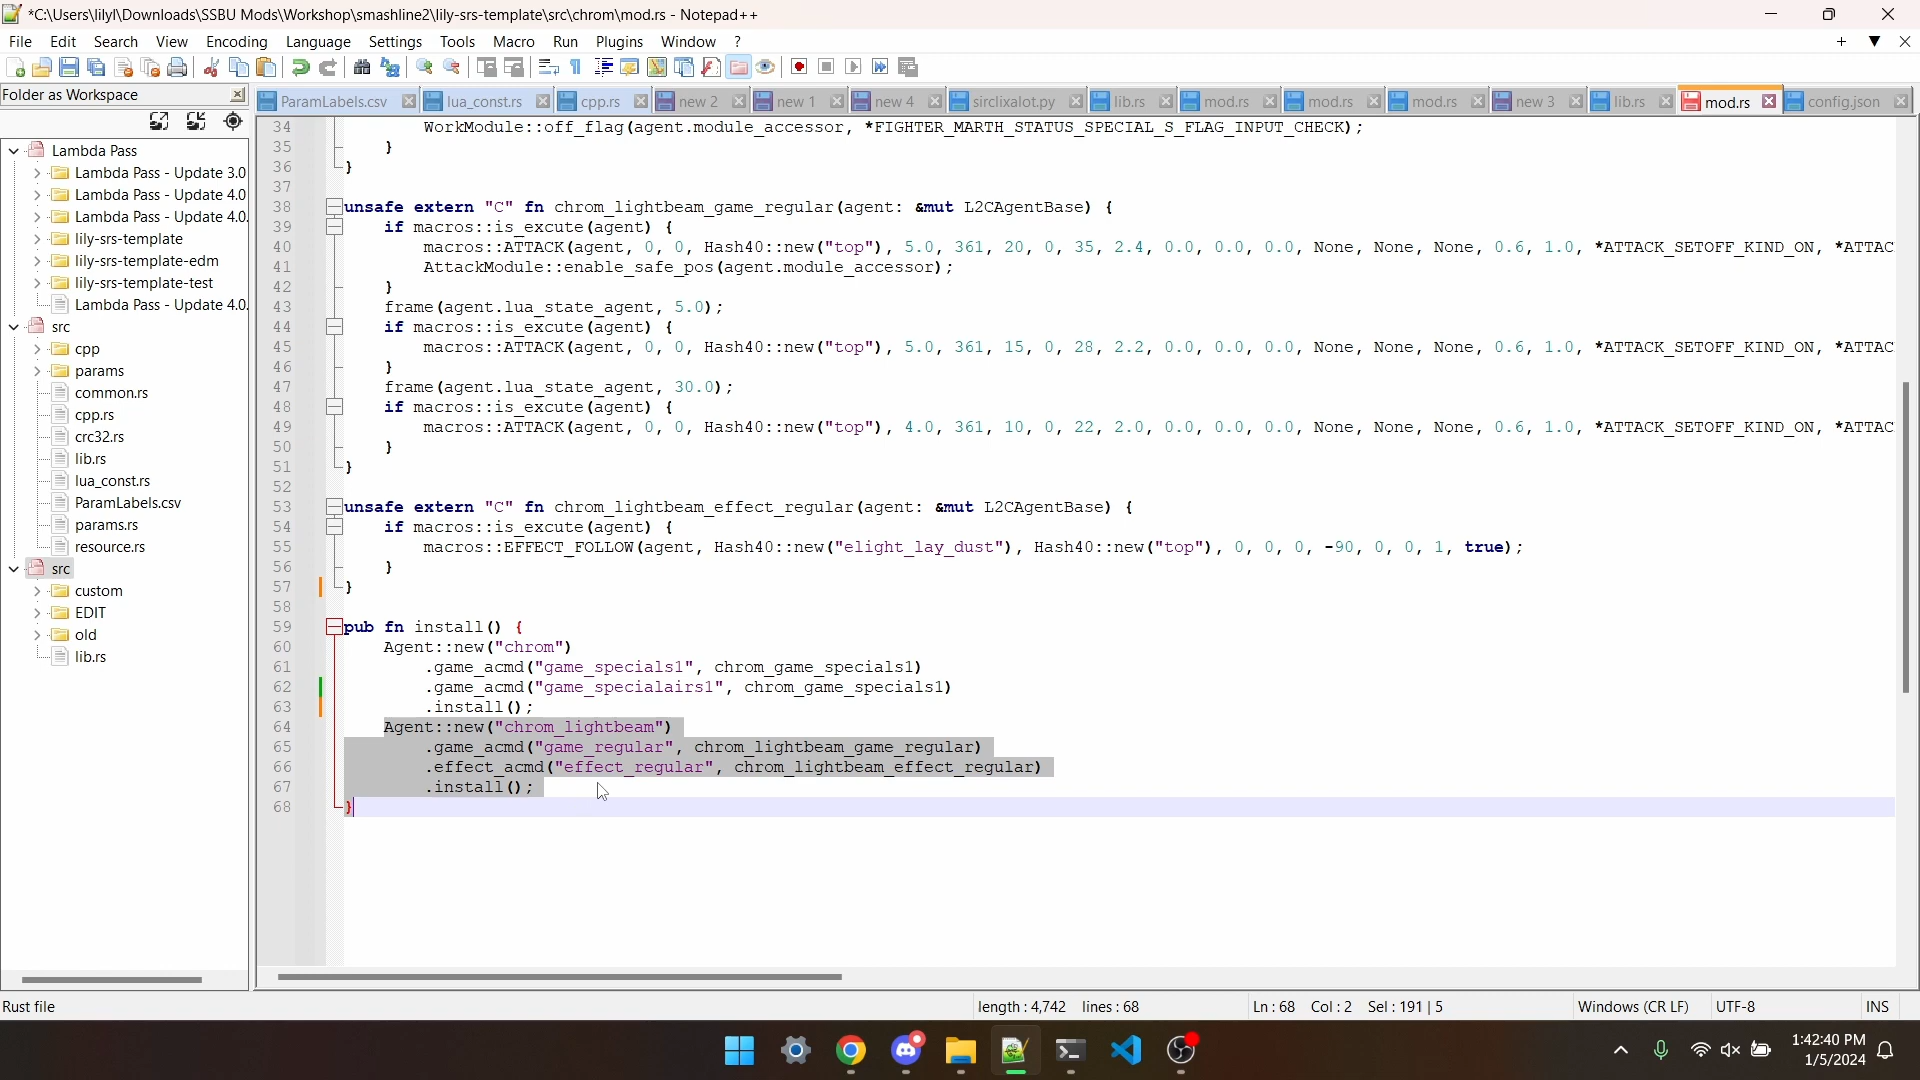 *C:\Users\lilyl\Downloads\SSBU Mods\Workshop\smashline2\lily-srs-template\src\chrom\mod.rs - Notepad++
File Edit Search View Encoding Language Settings Tools Macro Run Plugins Window ?
Folder as Workspace
ParamLabels.csv lua_const.rs cpp.rs new 2 new 1 new 4 sirclixalot.py lib.rs mod.rs mod.rs mod.rs new 3 lib.rs mod.rs config.json
Lambda Pass
Lambda Pass - Update 3.0
Lambda Pass - Update 4.0
Lambda Pass - Update 4.0.
lily-srs-template
lily-srs-template-edm
lily-srs-template-test
Lambda Pass - Update 4.0.
src
cpp
params
common.rs
cpp.rs
crc32.rs
lib.rs
lua_const.rs
ParamLabels.csv
params.rs
resource.rs
src
custom
EDIT
old
lib.rs
34 WorkModule::off_flag(agent.module_accessor, *FIGHTER_MARTH_STATUS_SPECIAL_S_FLAG_INPUT_CHECK);
35 }
36 }
37
38 unsafe extern "C" fn chrom_lightbeam_game_regular(agent: &mut L2CAgentBase) {
39 if macros::is_excute(agent) {
40 macros::ATTACK(agent, 0, 0, Hash40::new("top"), 5.0, 361, 20, 0, 35, 2.4, 0.0, 0.0, 0.0, None, None, None, 0.6, 1.0, *ATTACK_SETOFF_KIND_ON, *ATTAC
41 AttackModule::enable_safe_pos(agent.module_accessor);
42 }
43 frame(agent.lua_state_agent, 5.0);
44 if macros::is_excute(agent) {
45 macros::ATTACK(agent, 0, 0, Hash40::new("top"), 5.0, 361, 15, 0, 28, 2.2, 0.0, 0.0, 0.0, None, None, None, 0.6, 1.0, *ATTACK_SETOFF_KIND_ON, *ATTAC
46 }
47 frame(agent.lua_state_agent, 30.0);
48 if macros::is_excute(agent) {
49 macros::ATTACK(agent, 0, 0, Hash40::new("top"), 4.0, 361, 10, 0, 22, 2.0, 0.0, 0.0, 0.0, None, None, None, 0.6, 1.0, *ATTACK_SETOFF_KIND_ON, *ATTAC
50 }
51 }
52
53 unsafe extern "C" fn chrom_lightbeam_effect_regular(agent: &mut L2CAgentBase) {
54 if macros::is_excute(agent) {
55 macros::EFFECT_FOLLOW(agent, Hash40::new("elight_lay_dust"), Hash40::new("top"), 0, 0, 0, -90, 0, 0, 1, true);
56 }
57 }
58
59 pub fn install() {
60 Agent::new("chrom")
61 .game_acmd("game_specials1", chrom_game_specials1)
62 .game_acmd("game_specialairs1", chrom_game_specials1)
63 .install();
64 Agent::new("chrom_lightbeam")
65 .game_acmd("game_regular", chrom_lightbeam_game_regular)
66 .effect_acmd("effect_regular", chrom_lightbeam_effect_regular)
67 .install();
68 }
Rust file length : 4,742 lines : 68 Ln : 68 Col : 2 Sel : 191 | 5 Windows (CR LF) UTF-8 INS
1:42:40 PM
1/5/2024